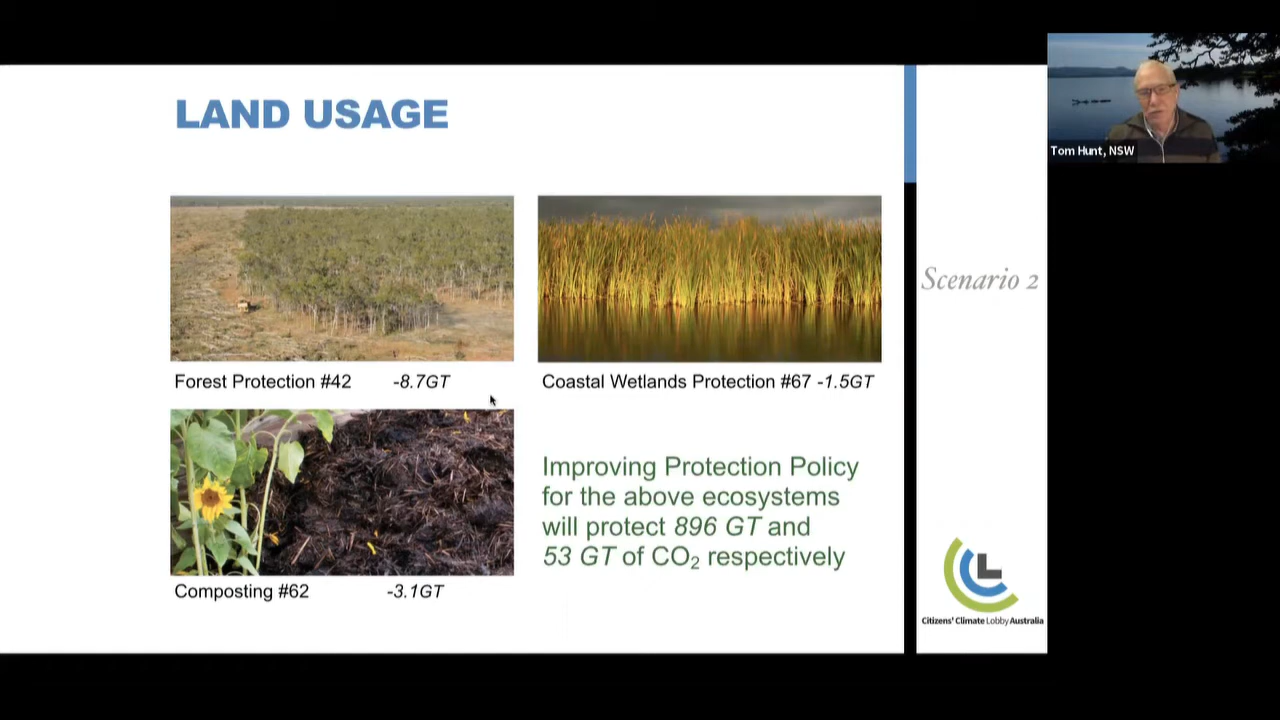 LAND USAGE
Tom Hunt, NSW
Scenario 2
Forest Protection #42 -8.7GT
Coastal Wetlands Protection #67 -1.5GT
Improving Protection Policy
for the above ecosystems
will protect 896 GT and
53 GT of CO₂ respectively
Composting #62 -3.1GT
CL
Citizens' Climate Lobby Australia